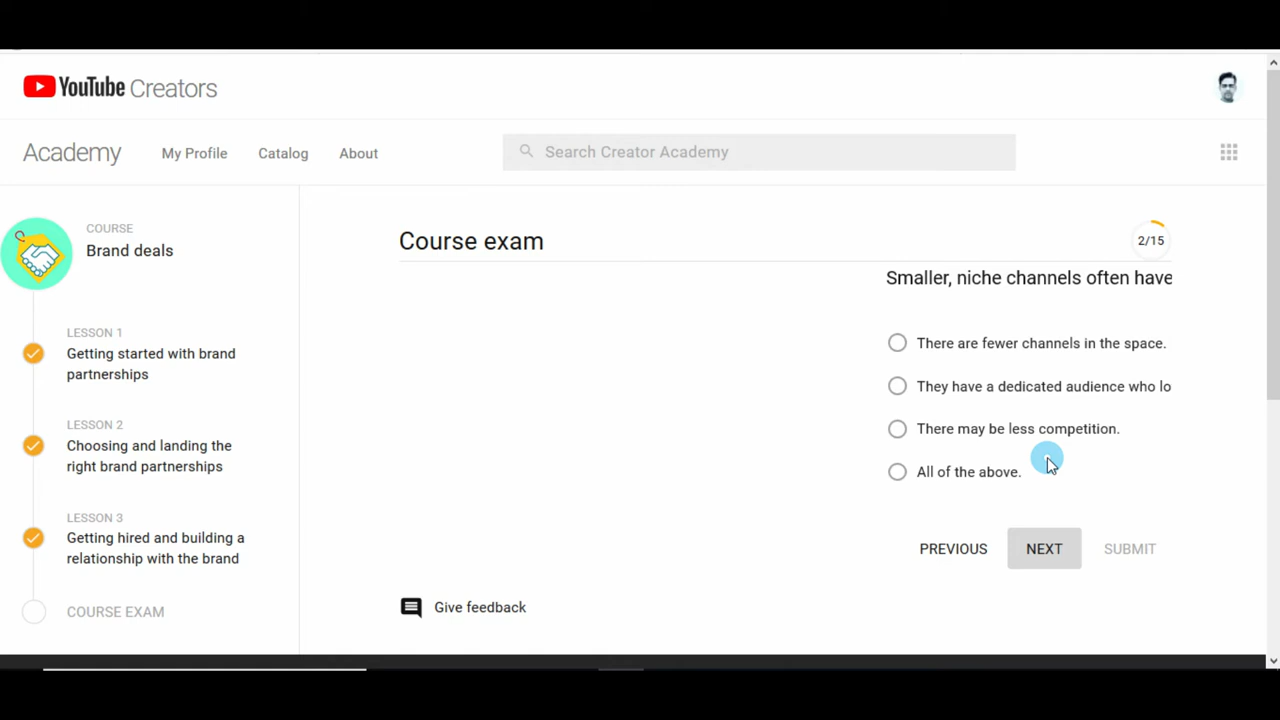 YouTube Creators
Academy
My Profile
Catalog
About
Search Creator Academy
COURSE
Brand deals
LESSON 1
Getting started with brand
partnerships
LESSON 2
Choosing and landing the
right brand partnerships
LESSON 3
Getting hired and building a
relationship with the brand
COURSE EXAM
Course exam
2/15
Smaller, niche channels often have
There are fewer channels in the space.
They have a dedicated audience who lo
There may be less competition.
All of the above.
PREVIOUS
NEXT
SUBMIT
Give feedback